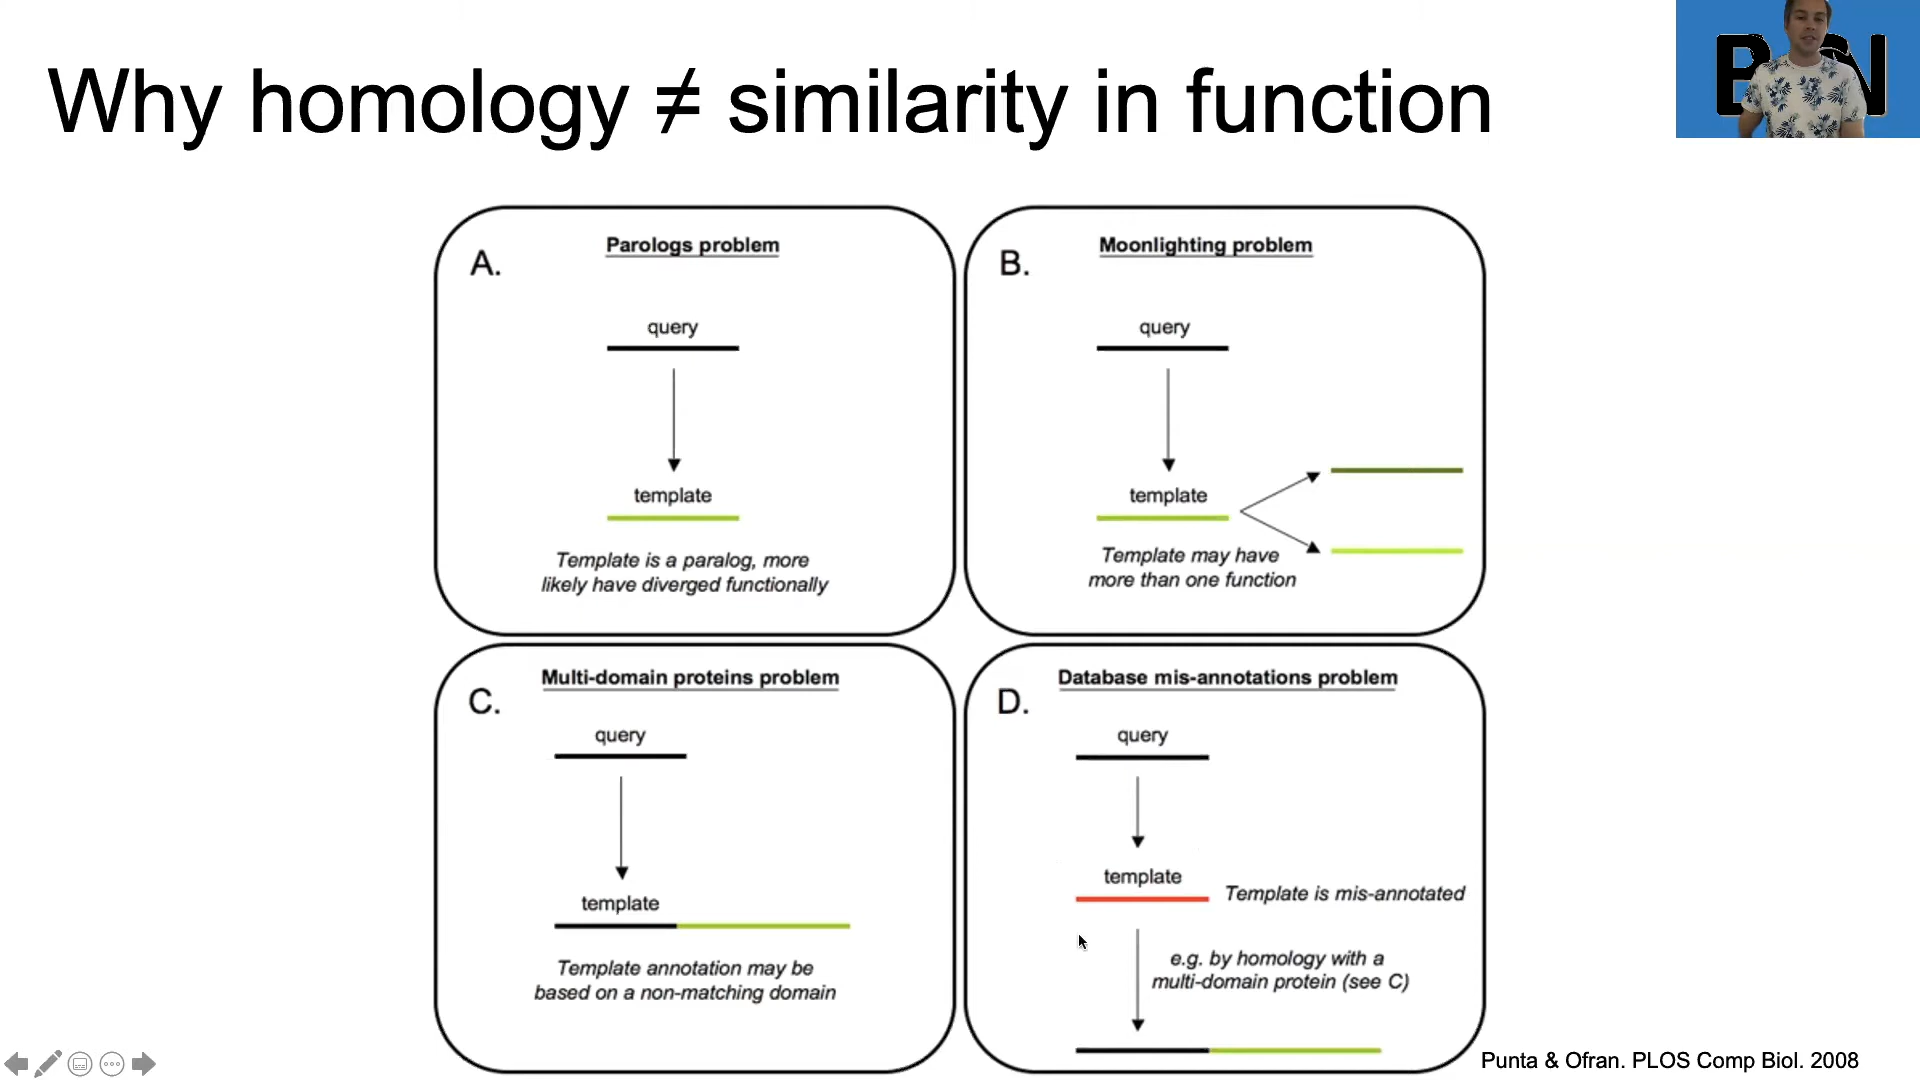 Why homology ≠ similarity in function
A.
Parologs problem
query
template
Template is a paralog, more
likely have diverged functionally
B.
Moonlighting problem
query
template
Template may have
more than one function
C.
Multi-domain proteins problem
query
template
Template annotation may be
based on a non-matching domain
D.
Database mis-annotations problem
query
template
Template is mis-annotated
e.g. by homology with a
multi-domain protein (see C)
Punta & Ofran. PLOS Comp Biol. 2008